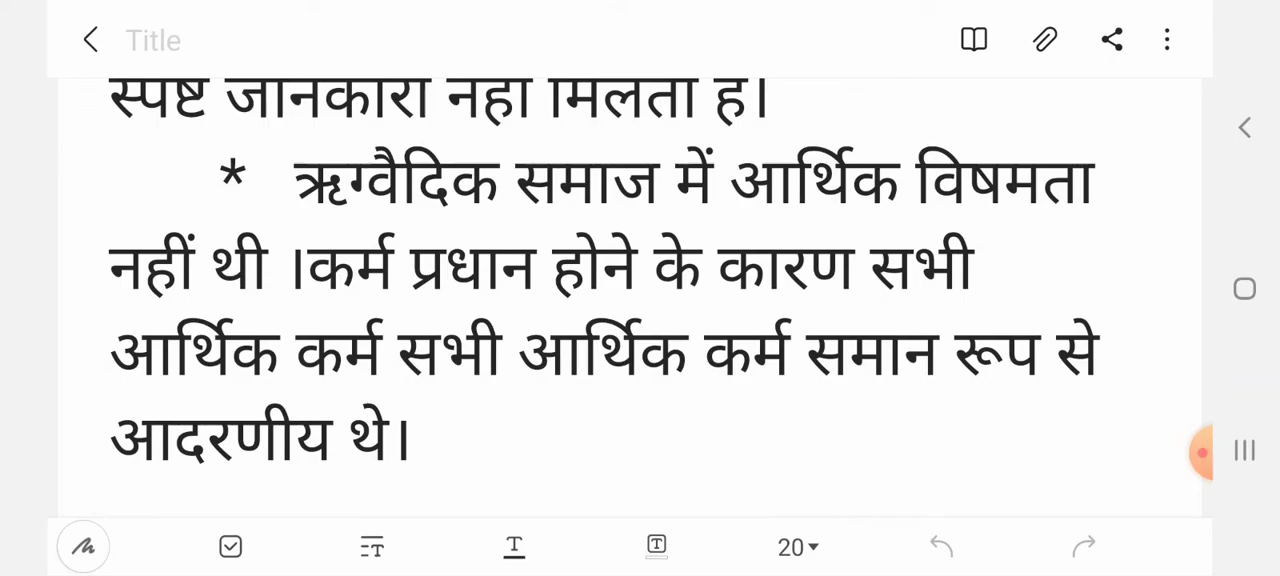 Title
स्पष्ट जानकारी नहीं मिलती है।
* ऋग्वैदिक समाज में आर्थिक विषमता
नहीं थी ।कर्म प्रधान होने के कारण सभी
आर्थिक कर्म सभी आर्थिक कर्म समान रूप से
आदरणीय थे।
20